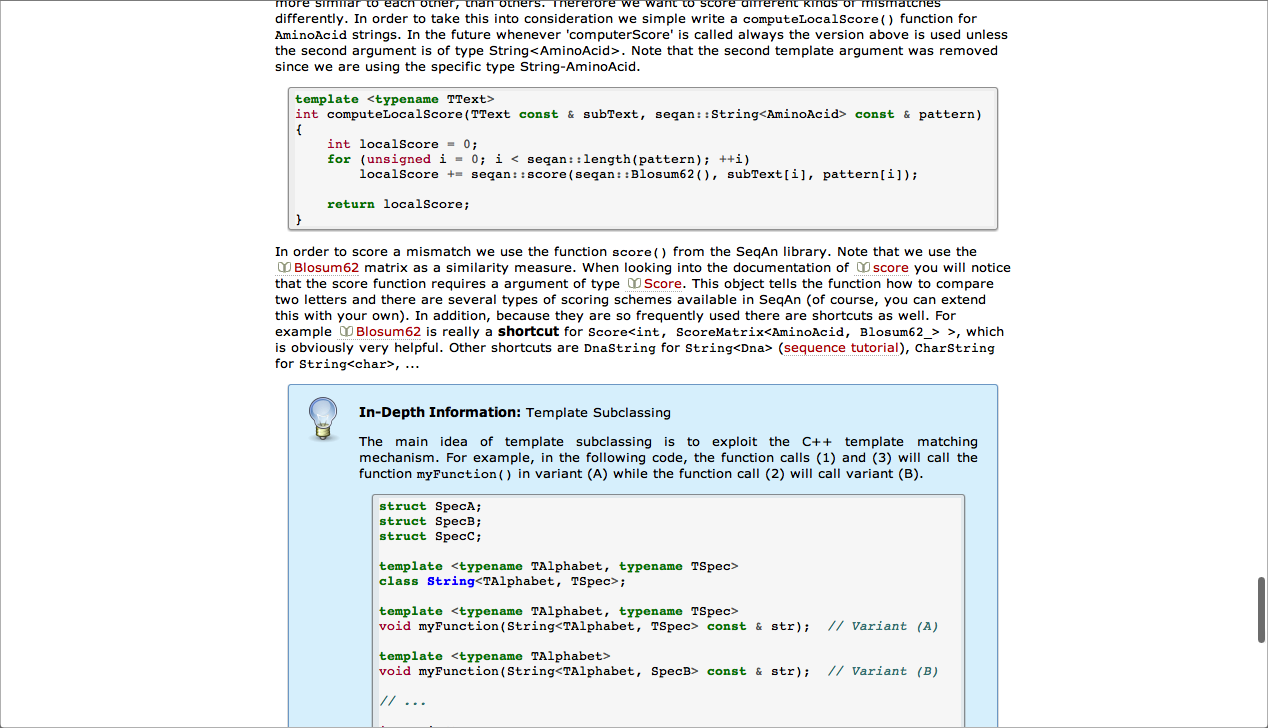 more similar to each other, than others. Therefore we want to score different kinds of mismatches
differently. In order to take this into consideration we simple write a computeLocalScore() function for
AminoAcid strings. In the future whenever 'computerScore' is called always the version above is used unless
the second argument is of type String<AminoAcid>. Note that the second template argument was removed
since we are using the specific type String-AminoAcid.
template <typename TText>
int computeLocalScore(TText const & subText, seqan::String<AminoAcid> const & pattern)
{
    int localScore = 0;
    for (unsigned i = 0; i < seqan::length(pattern); ++i)
        localScore += seqan::score(seqan::Blosum62(), subText[i], pattern[i]);
    return localScore;
}
In order to score a mismatch we use the function score() from the SeqAn library. Note that we use the
Blosum62 matrix as a similarity measure. When looking into the documentation of score you will notice
that the score function requires a argument of type Score. This object tells the function how to compare
two letters and there are several types of scoring schemes available in SeqAn (of course, you can extend
this with your own). In addition, because they are so frequently used there are shortcuts as well. For
example Blosum62 is really a shortcut for Score<int, ScoreMatrix<AminoAcid, Blosum62_> >, which
is obviously very helpful. Other shortcuts are DnaString for String<Dna> (sequence tutorial), CharString
for String<char>, ...
In-Depth Information: Template Subclassing
The main idea of template subclassing is to exploit the C++ template matching
mechanism. For example, in the following code, the function calls (1) and (3) will call the
function myFunction() in variant (A) while the function call (2) will call variant (B).
struct SpecA;
struct SpecB;
struct SpecC;
template <typename TAlphabet, typename TSpec>
class String<TAlphabet, TSpec>;
template <typename TAlphabet, typename TSpec>
void myFunction(String<TAlphabet, TSpec> const & str);  // Variant (A)
template <typename TAlphabet>
void myFunction(String<TAlphabet, SpecB> const & str);  // Variant (B)
// ...